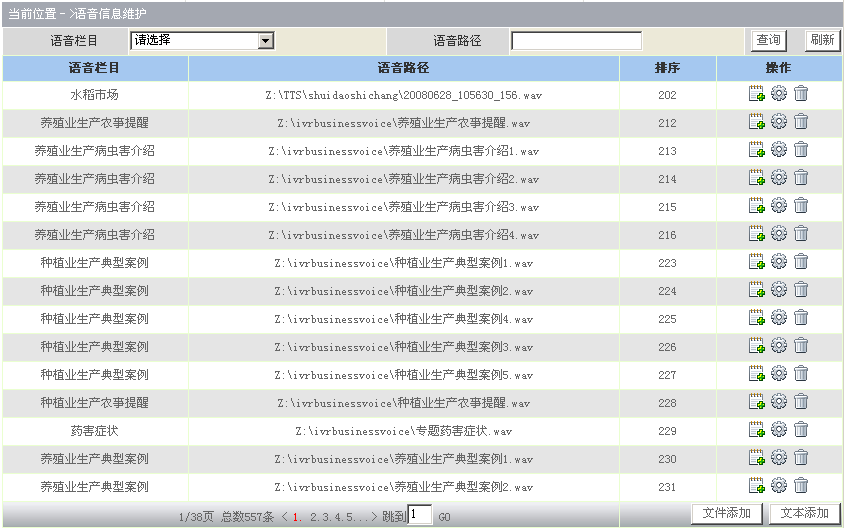 当前位置 - >语音信息维护
语音栏目 请选择 语音路径 查询 刷新
语音栏目 语音路径 排序 操作
水稻市场 Z:\TTS\shuidaoshichang\20080628_105630_156.wav 202
养殖业生产农事提醒 Z:\ivrbusinessvoice\养殖业生产农事提醒.wav 212
养殖业生产病虫害介绍 Z:\ivrbusinessvoice\养殖业生产病虫害介绍1.wav 213
养殖业生产病虫害介绍 Z:\ivrbusinessvoice\养殖业生产病虫害介绍2.wav 214
养殖业生产病虫害介绍 Z:\ivrbusinessvoice\养殖业生产病虫害介绍3.wav 215
养殖业生产病虫害介绍 Z:\ivrbusinessvoice\养殖业生产病虫害介绍4.wav 216
种植业生产典型案例 Z:\ivrbusinessvoice\种植业生产典型案例1.wav 223
种植业生产典型案例 Z:\ivrbusinessvoice\种植业生产典型案例2.wav 224
种植业生产典型案例 Z:\ivrbusinessvoice\种植业生产典型案例4.wav 225
种植业生产典型案例 Z:\ivrbusinessvoice\种植业生产典型案例3.wav 226
种植业生产典型案例 Z:\ivrbusinessvoice\种植业生产典型案例5.wav 227
种植业生产农事提醒 Z:\ivrbusinessvoice\种植业生产农事提醒.wav 228
药害症状 Z:\ivrbusinessvoice\专题药害症状.wav 229
养殖业生产典型案例 Z:\ivrbusinessvoice\养殖业生产典型案例1.wav 230
养殖业生产典型案例 Z:\ivrbusinessvoice\养殖业生产典型案例2.wav 231
1/38页 总数557条 < 1. 2.3.4.5...> 跳到 1 GO 文件添加 文本添加